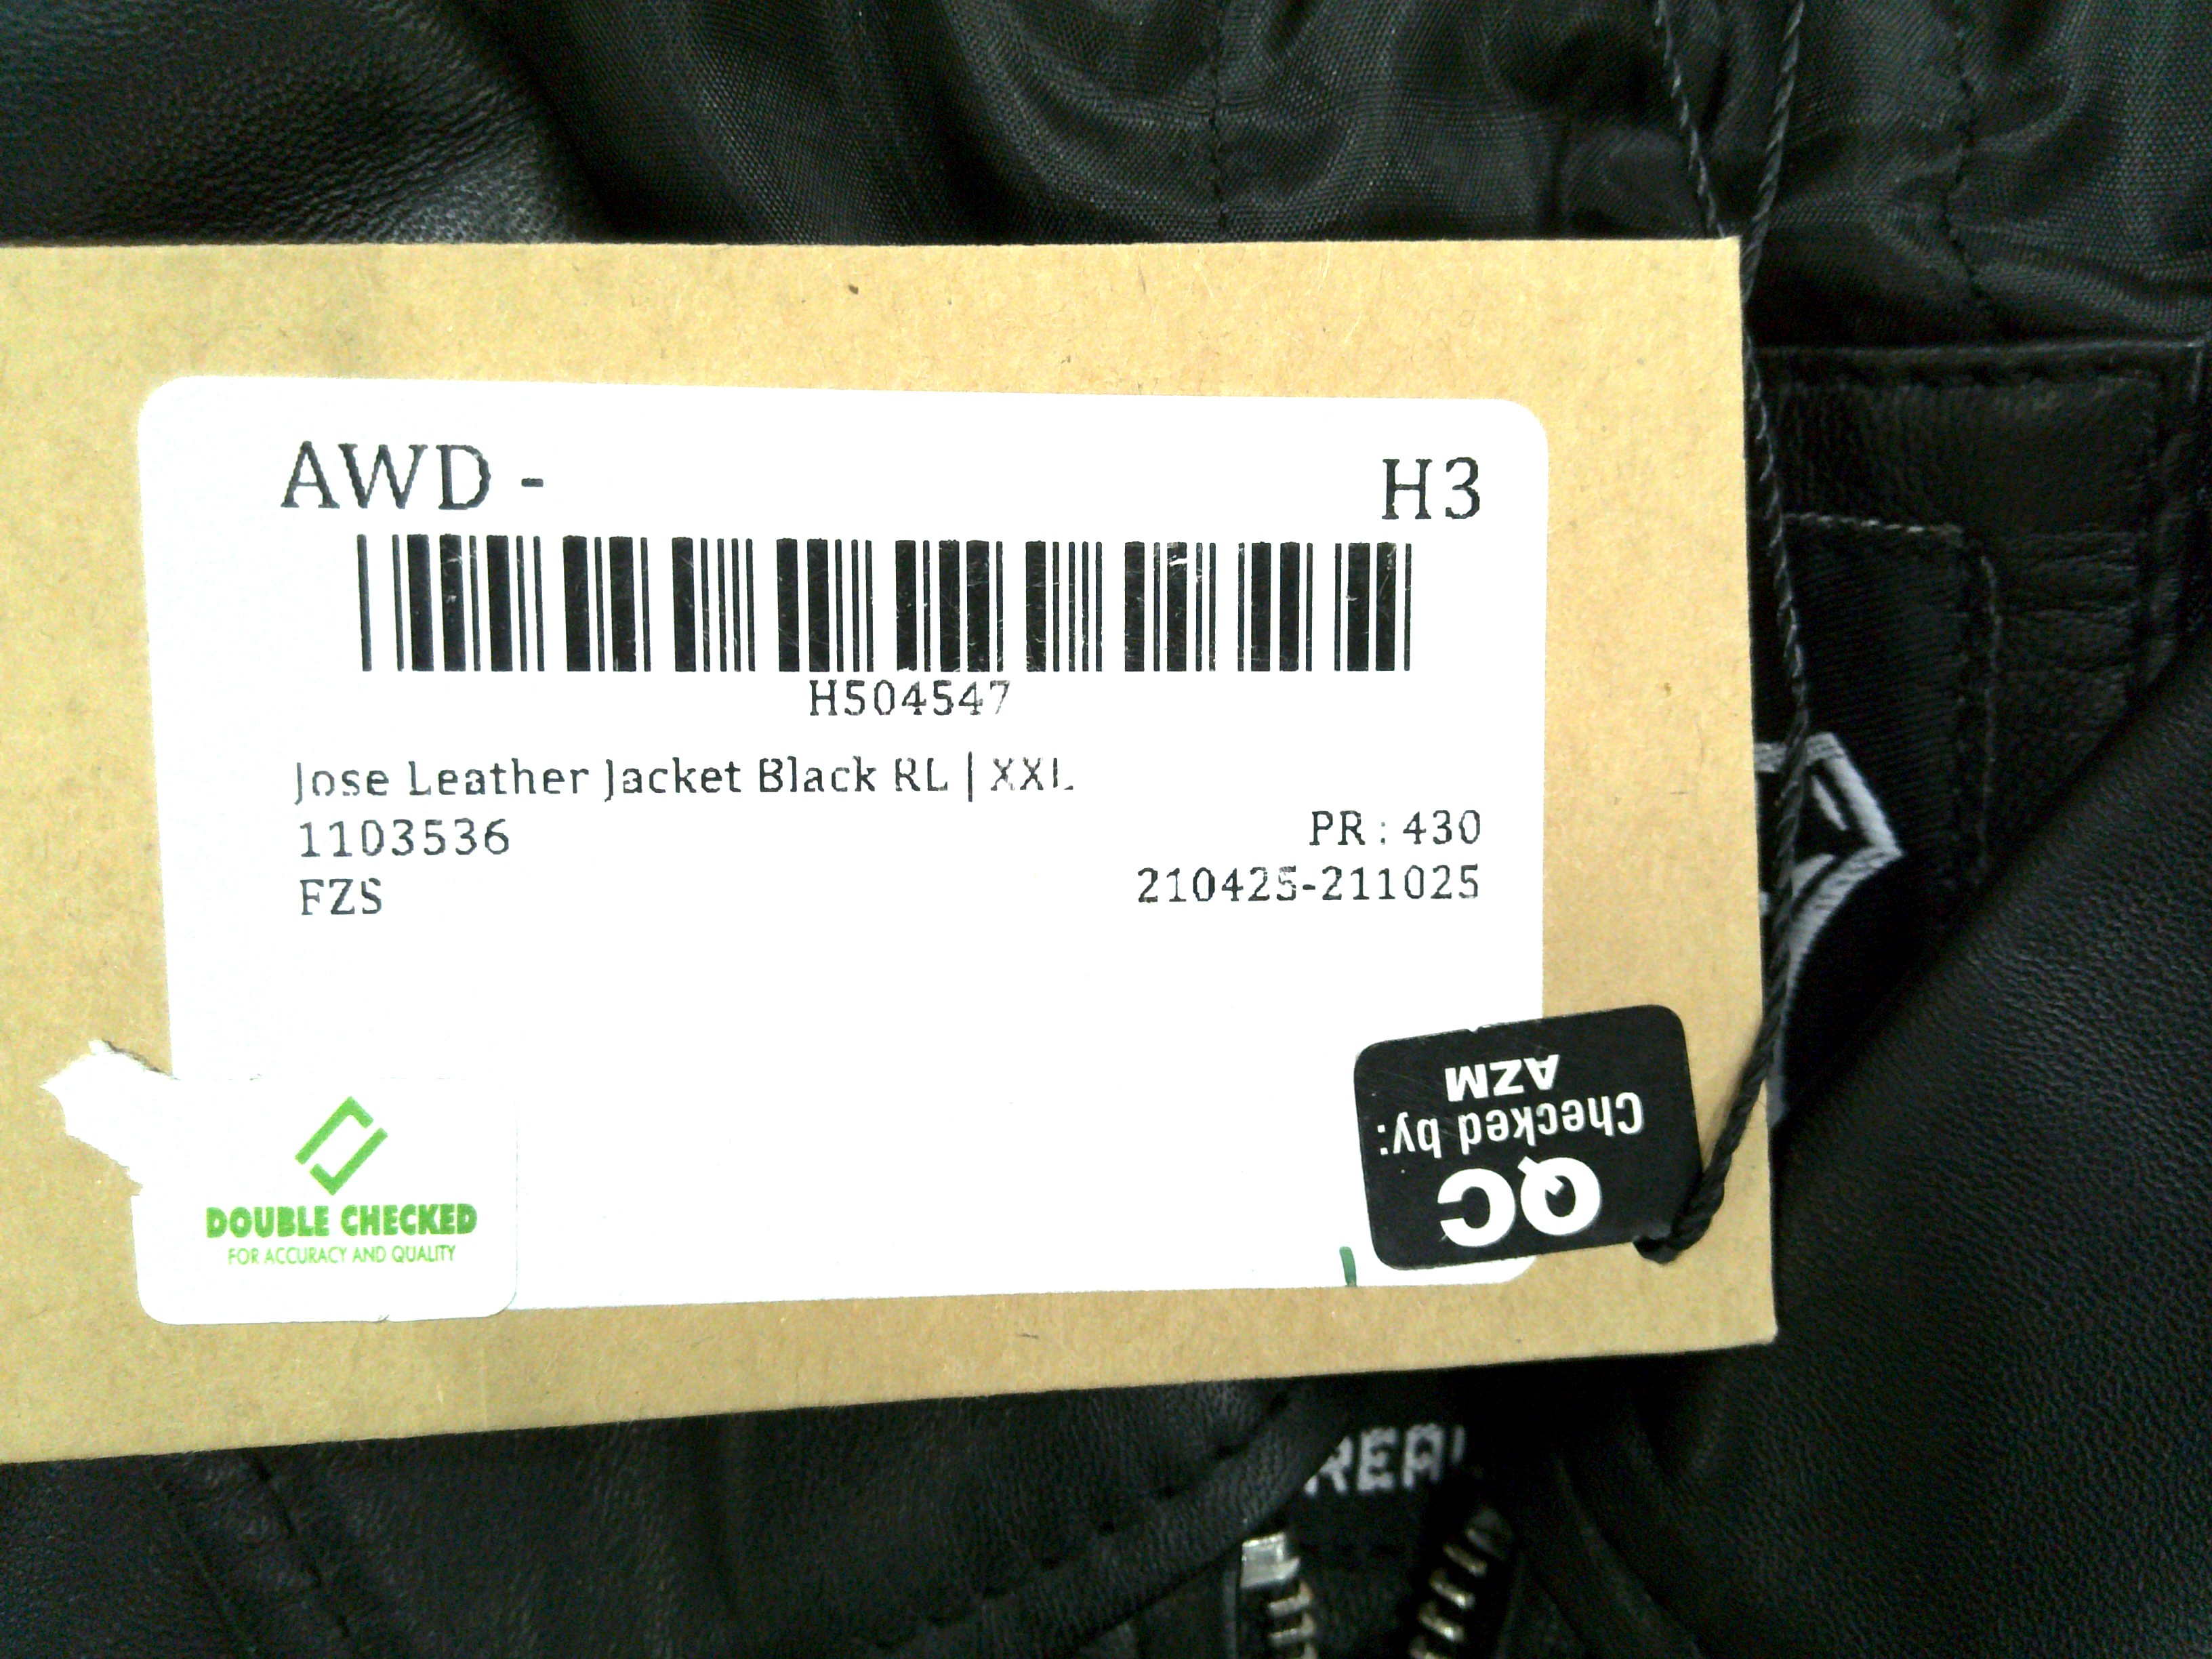 AWD - H3
H504547
Jose Leather Jacket Black RL | XXL
1103536 PR : 430
FZS 210425-211025
DOUBLE CHECKED
FOR ACCURACY AND QUALITY
QC
Checked by:
AZM